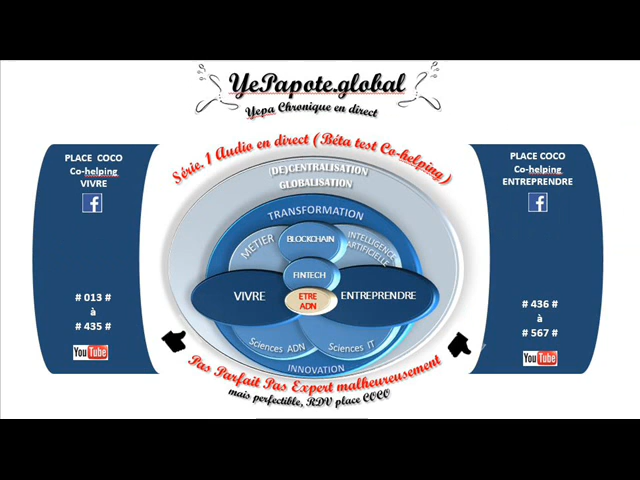 YePapote.global
Yepa Chronique en direct
Série, 1 Audio en direct (Béta test Co-helping)
PLACE COCO
Co-helping
VIVRE
# 013 #
à
# 435 #
YouTube
(DE)CENTRALISATION
GLOBALISATION
TRANSFORMATION
METIER
BLOCKCHAIN
INTELLIGENCE
ARTIFICIELLE
FINTECH
VIVRE
ETRE
ADN
ENTREPRENDRE
Sciences ADN
Sciences IT
INNOVATION
Pas Parfait Pas Expert malheureusement
mais perfectible, RDV place COCO
PLACE COCO
Co-helping
ENTREPRENDRE
# 436 #
à
# 567 #
YouTube